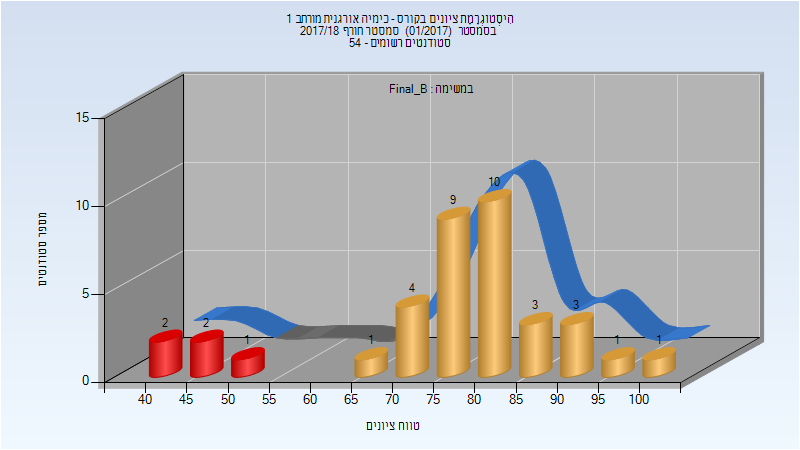 היסטוגרמת ציונים בקורס - כימיה אורגנית מורחב 1
בסמסטר (01/2017) סמסטר חורף 2017/18
סטודנטים רשומים - 54
במשימה : Final_B
מספר סטודנטים
15
10
5
0
2
2
1
1
4
9
10
3
3
1
1
40 45 50 55 60 65 70 75 80 85 90 95 100
טווח ציונים